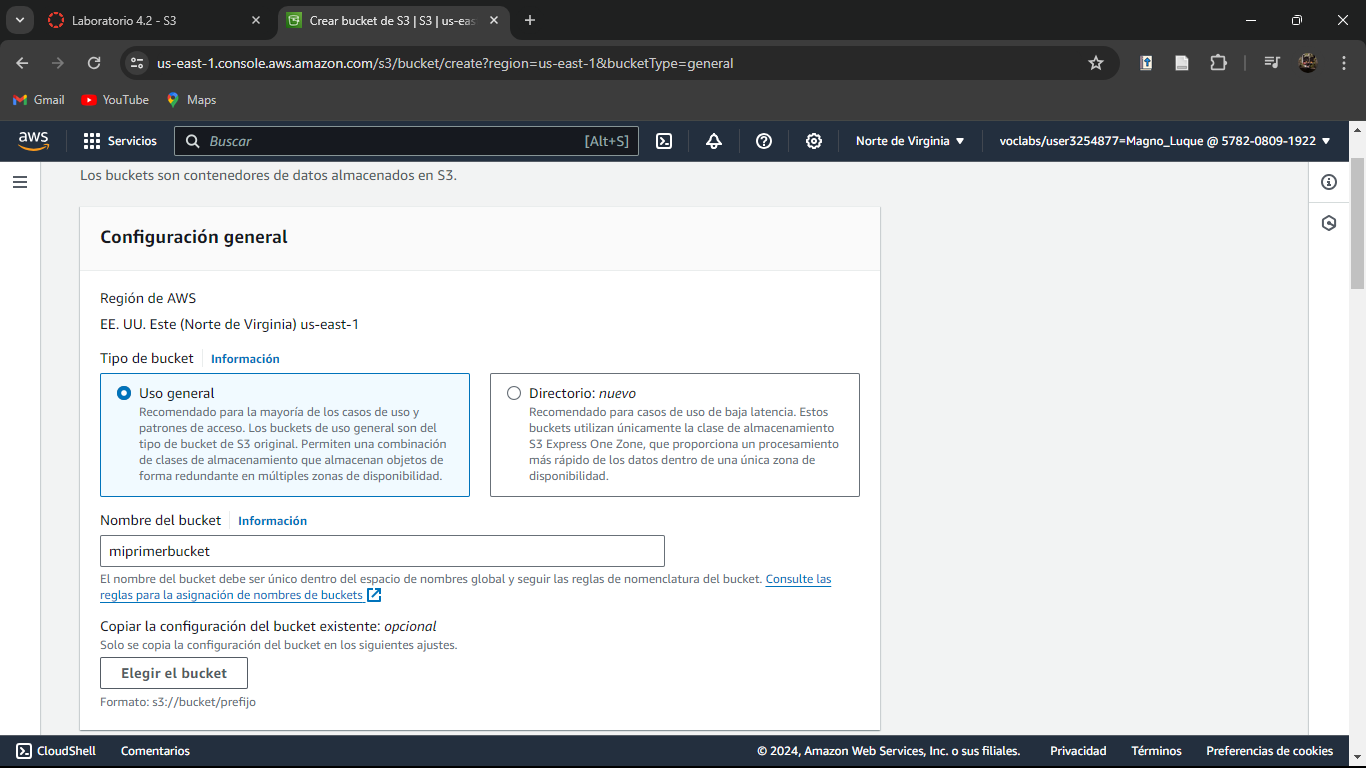 Laboratorio 4.2 - S3
Crear bucket de S3 | S3 | us-eas
us-east-1.console.aws.amazon.com/s3/bucket/create?region=us-east-1&bucketType=general
Gmail
YouTube
Maps
aws
Servicios
Buscar
[Alt+S]
Norte de Virginia
voclabs/user3254877=Magno_Luque @ 5782-0809-1922
Los buckets son contenedores de datos almacenados en S3.
Configuración general
Región de AWS
EE. UU. Este (Norte de Virginia) us-east-1
Tipo de bucket
Información
Uso general
Recomendado para la mayoría de los casos de uso y
patrones de acceso. Los buckets de uso general son del
tipo de bucket de S3 original. Permiten una combinación
de clases de almacenamiento que almacenan objetos de
forma redundante en múltiples zonas de disponibilidad.
Directorio: nuevo
Recomendado para casos de uso de baja latencia. Estos
buckets utilizan únicamente la clase de almacenamiento
S3 Express One Zone, que proporciona un procesamiento
más rápido de los datos dentro de una única zona de
disponibilidad.
Nombre del bucket
Información
miprimerbucket
El nombre del bucket debe ser único dentro del espacio de nombres global y seguir las reglas de nomenclatura del bucket. Consulte las
reglas para la asignación de nombres de buckets
Copiar la configuración del bucket existente: opcional
Solo se copia la configuración del bucket en los siguientes ajustes.
Elegir el bucket
Formato: s3://bucket/prefijo
CloudShell
Comentarios
© 2024, Amazon Web Services, Inc. o sus filiales.
Privacidad
Términos
Preferencias de cookies